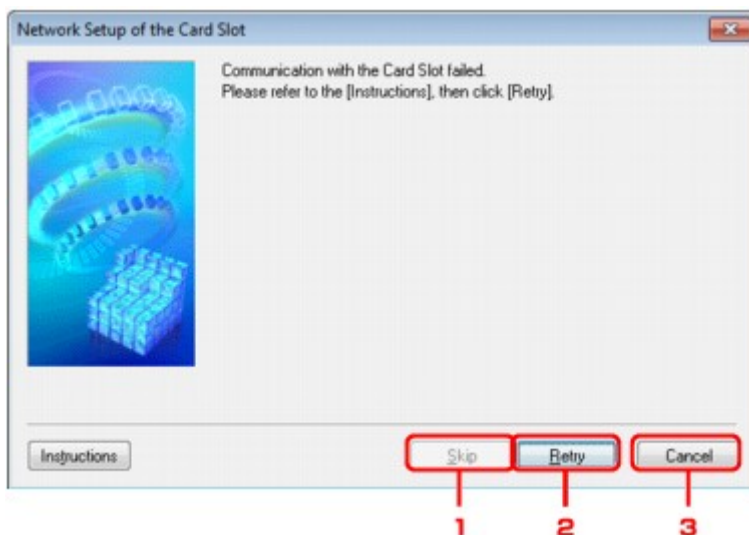 Network Setup of the Card Slot
Communication with the Card Slot failed.
Please refer to the [Instructions], then click [Retry].
Instructions Skip Retry Cancel
1 2 3